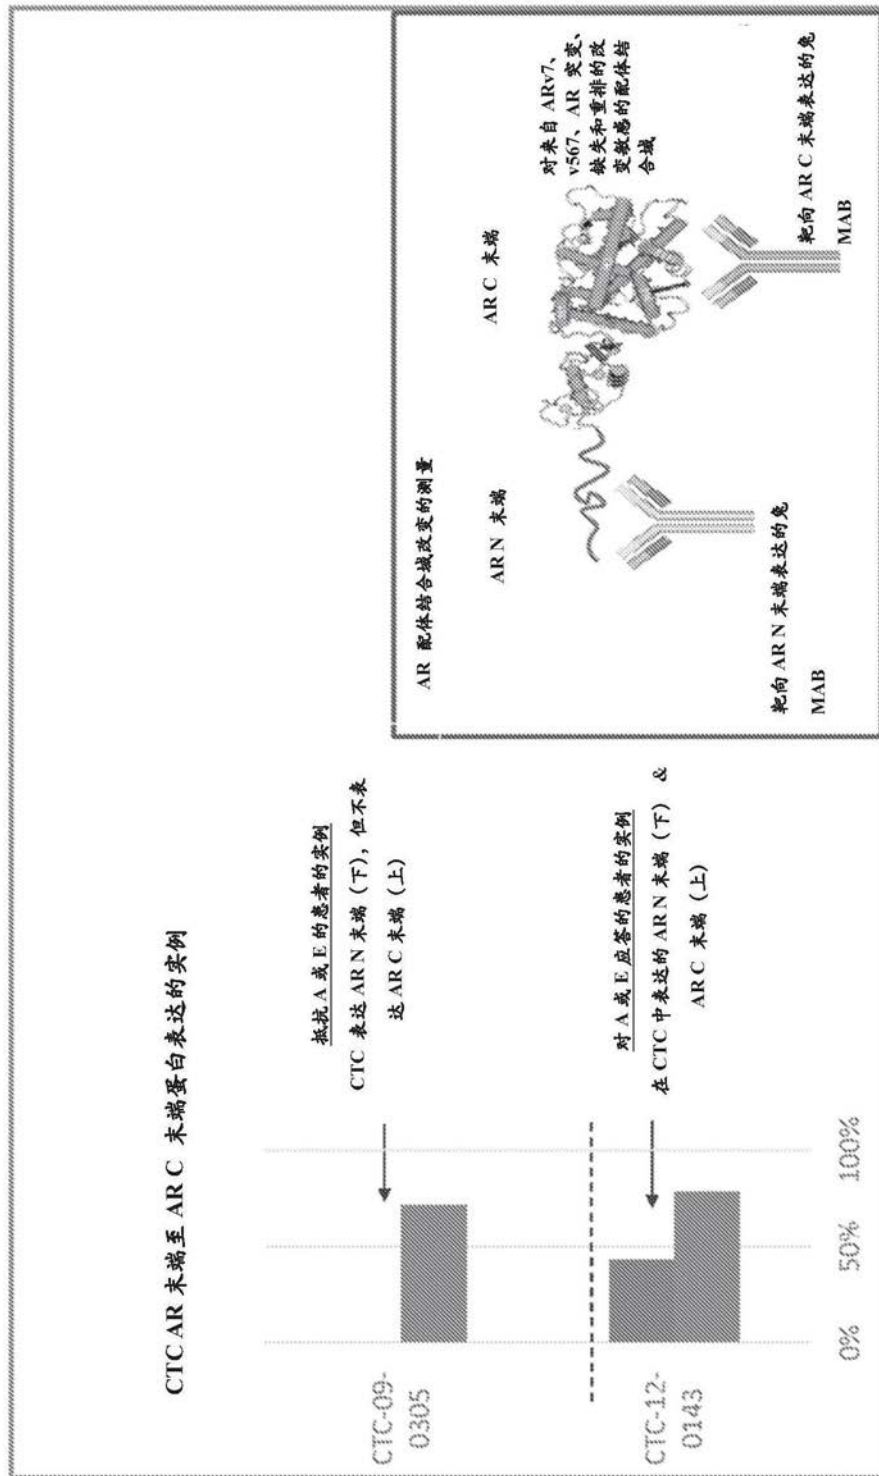 CTC AR 末端至 AR C 末端蛋白表达的实例
CTC-09-
0305
CTC-12-
0143
0%
50%
100%
抵抗 A 或 E 的患者的实例
CTC 表达 AR N 末端（下），但不表
达 AR C 末端（上）
对 A 或 E 应答的患者的实例
在 CTC 中表达的 AR N 末端（下） &
AR C 末端（上）
AR 配体结合域改变的测量
AR N 末端
AR C 末端
对来自 ARv7、
v567、AR 突变、
缺失和重排的改
变敏感的配体结
合域
靶向 AR N 末端表达的兔
MAB
靶向 AR C 末端表达的兔
MAB